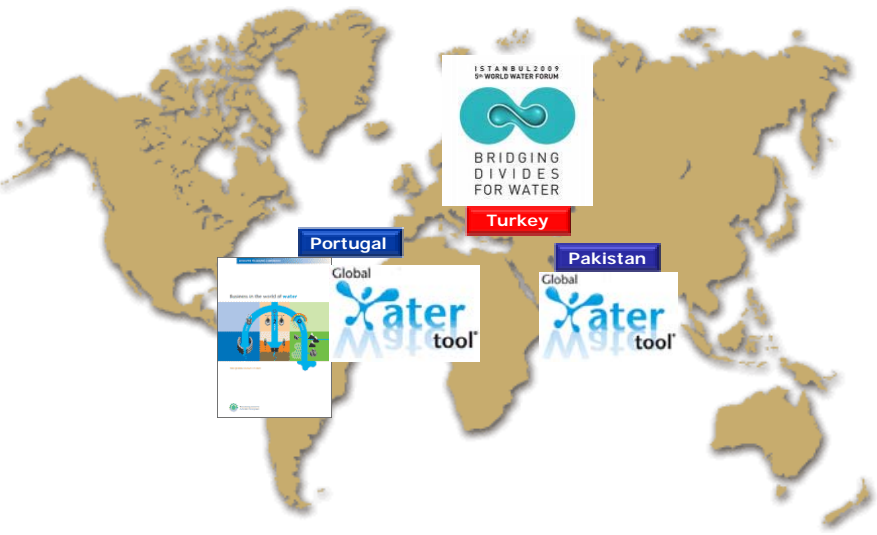 ISTANBUL2009
5th WORLD WATER FORUM
BRIDGING
DIVIDES
FOR WATER
Turkey
Portugal
Pakistan
Business in the world of water
Global
Water
tool®
Global
Water
tool®